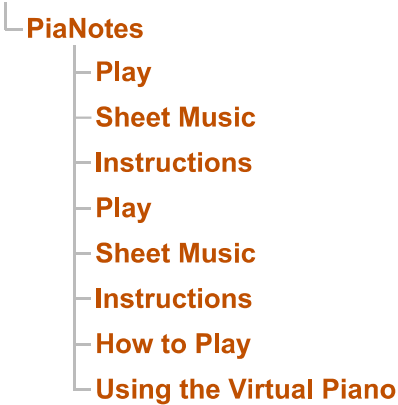 PiaNotes
Play
Sheet Music
Instructions
Play
Sheet Music
Instructions
How to Play
Using the Virtual Piano